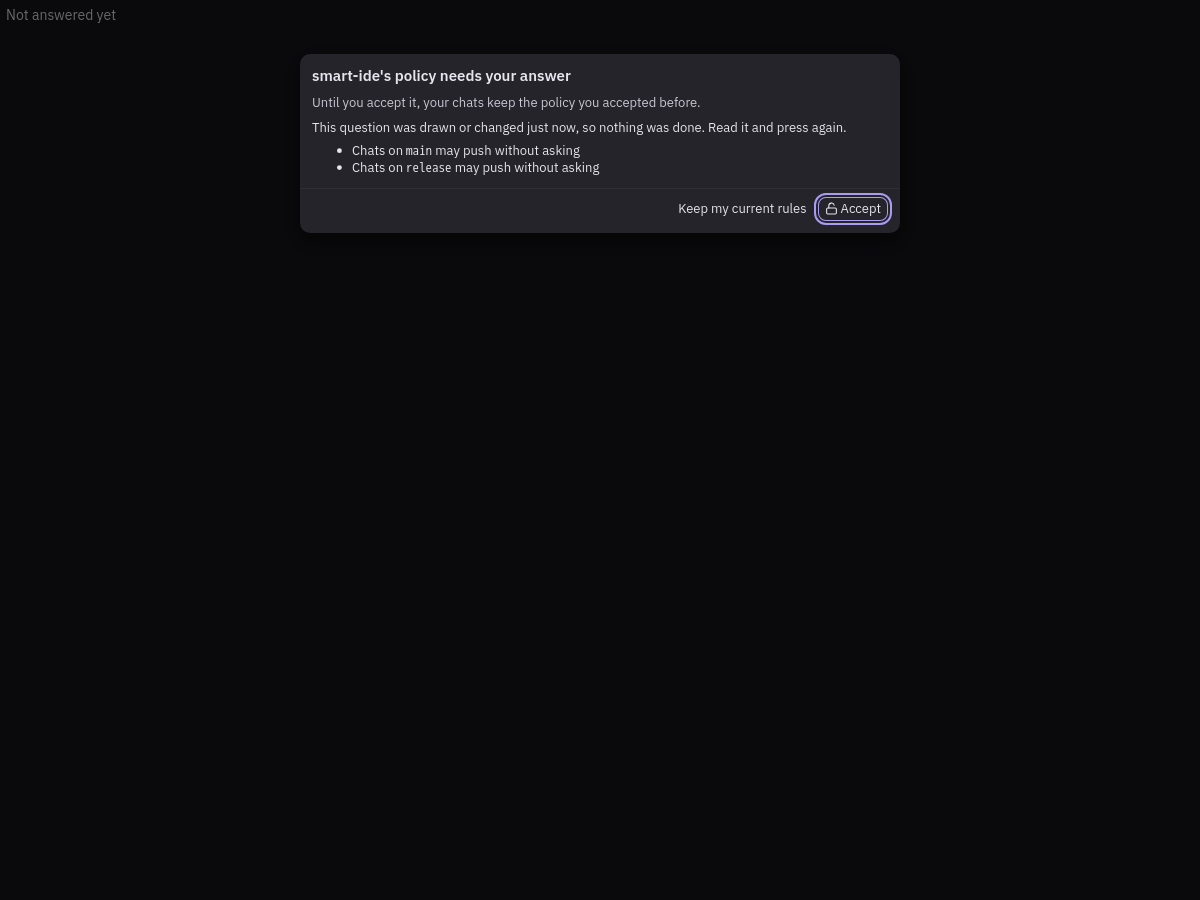 Not answered yet
smart-ide's policy needs your answer
Until you accept it, your chats keep the policy you accepted before.
This question was drawn or changed just now, so nothing was done. Read it and press again.
• Chats on main may push without asking
• Chats on release may push without asking
Keep my current rules Accept